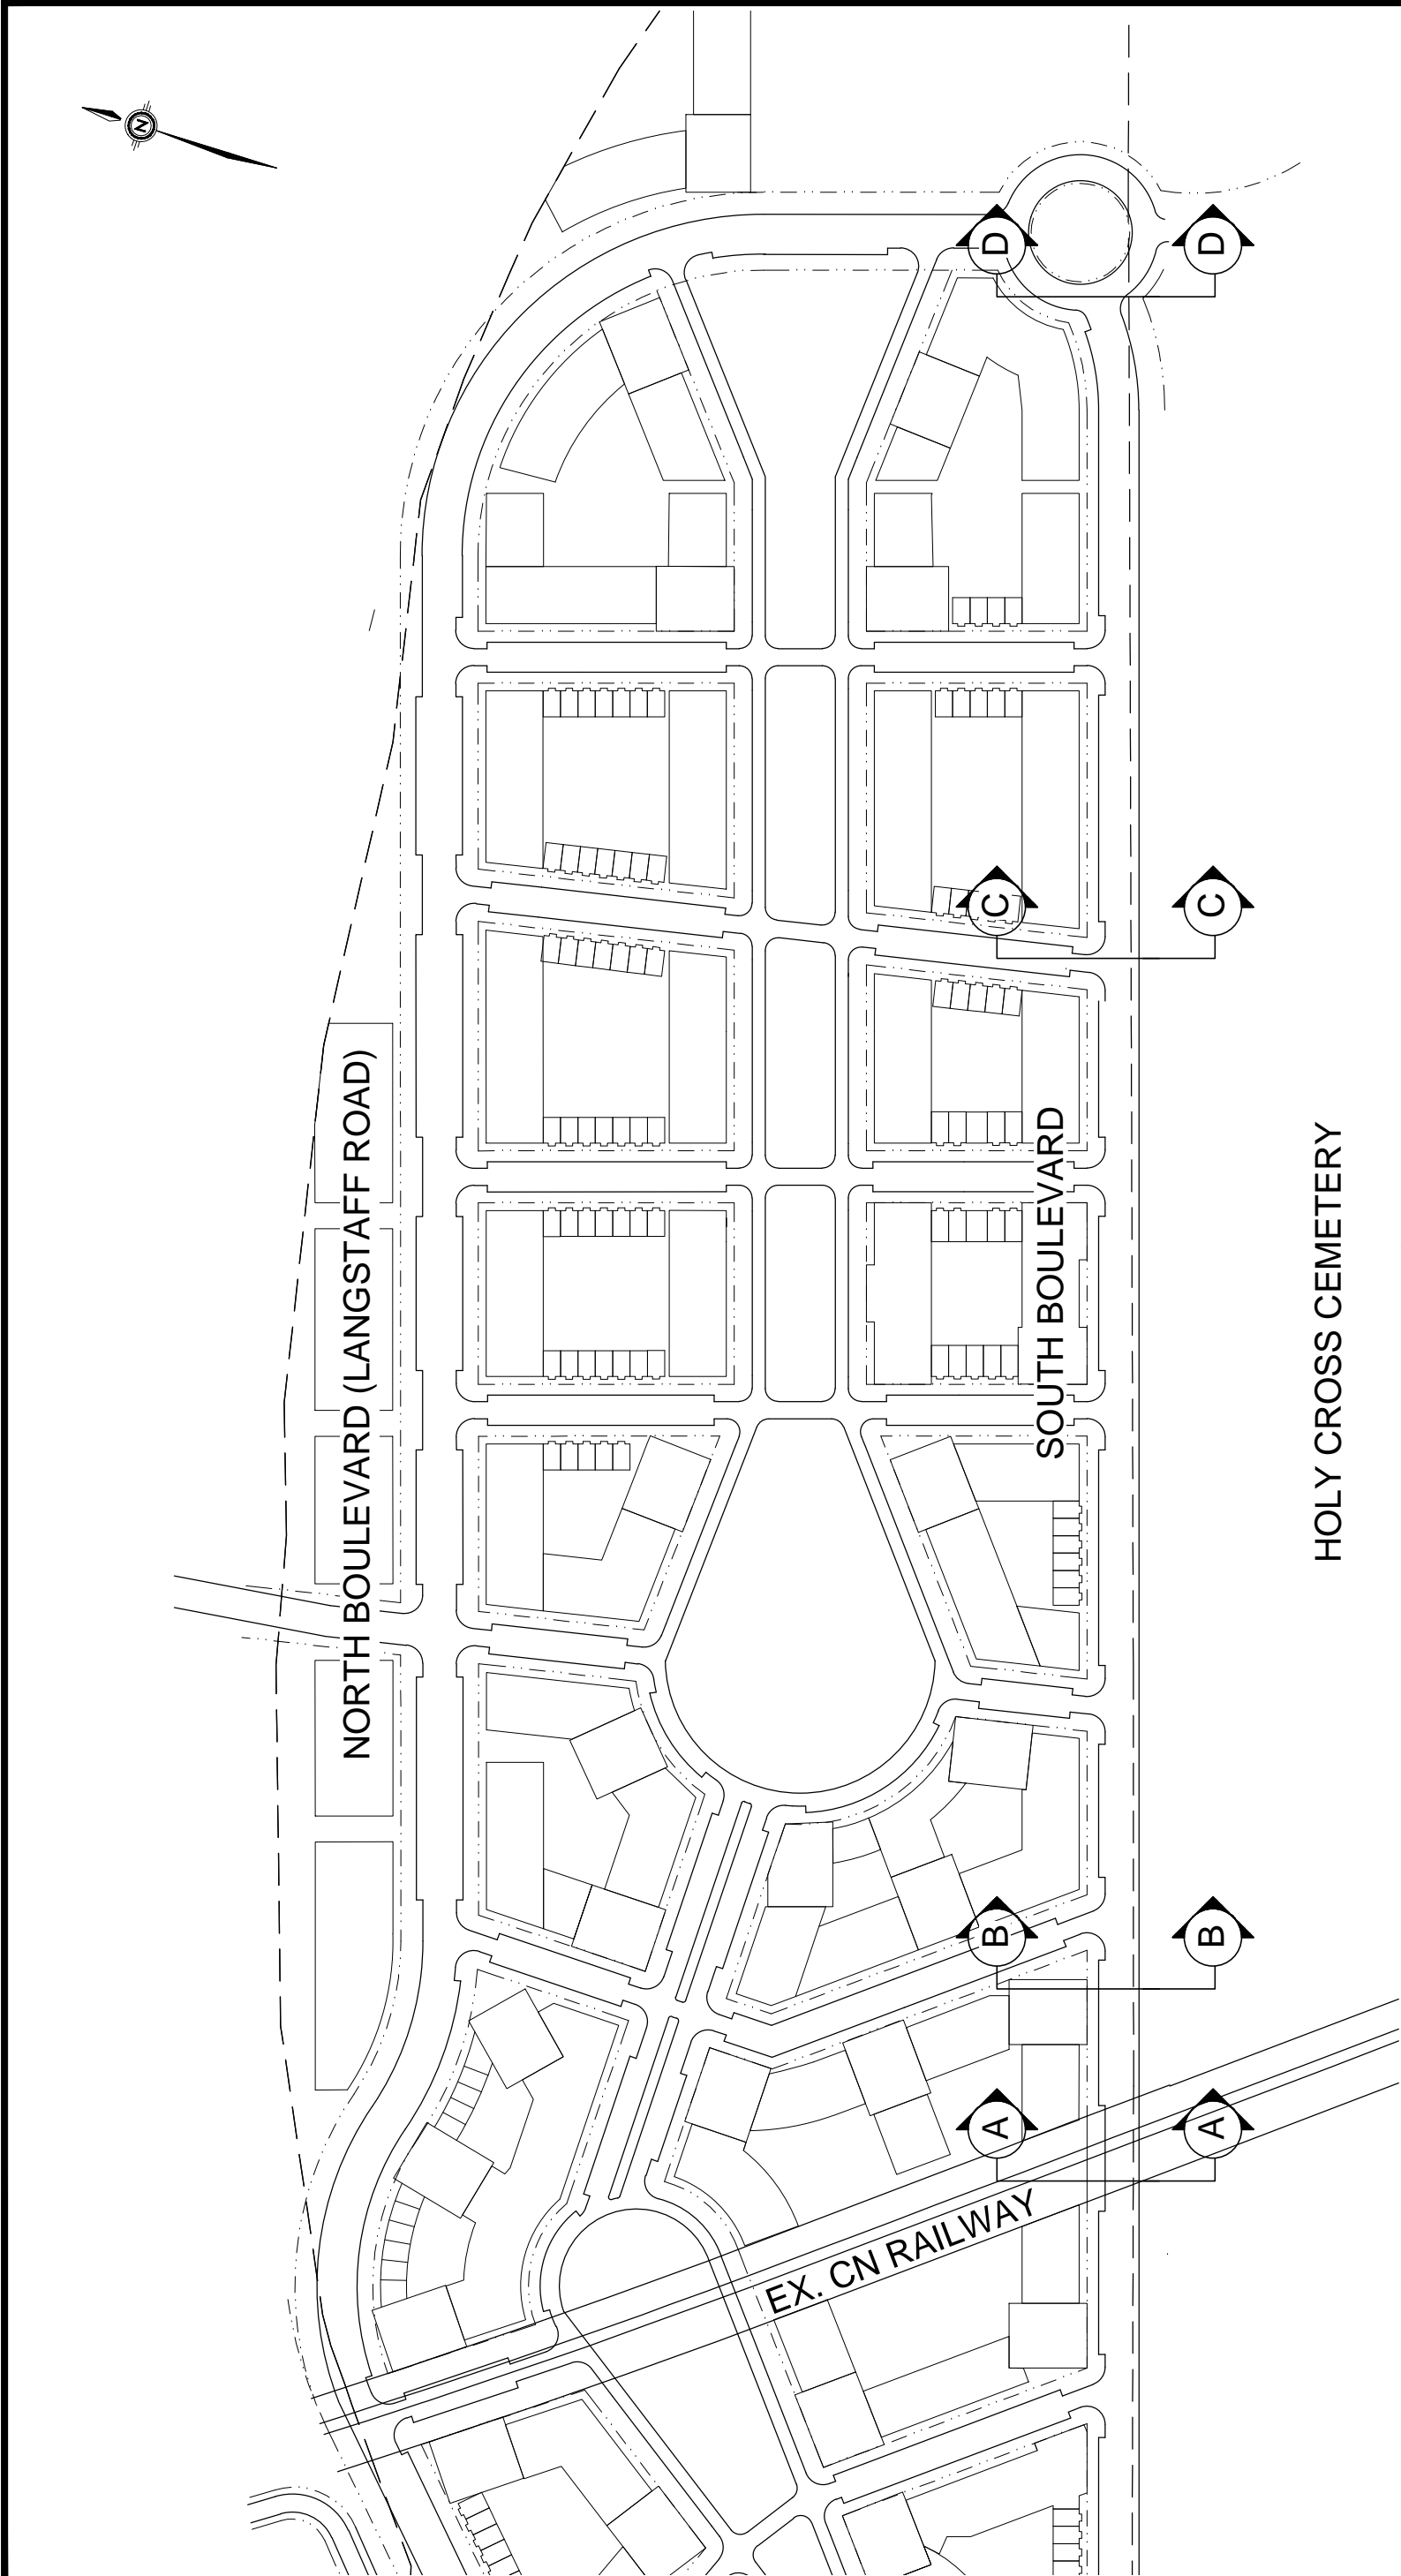 N
D
D
C
C
NORTH BOULEVARD (LANGSTAFF ROAD)
SOUTH BOULEVARD
HOLY CROSS CEMETERY
B
B
A
A
EX. CN RAILWAY